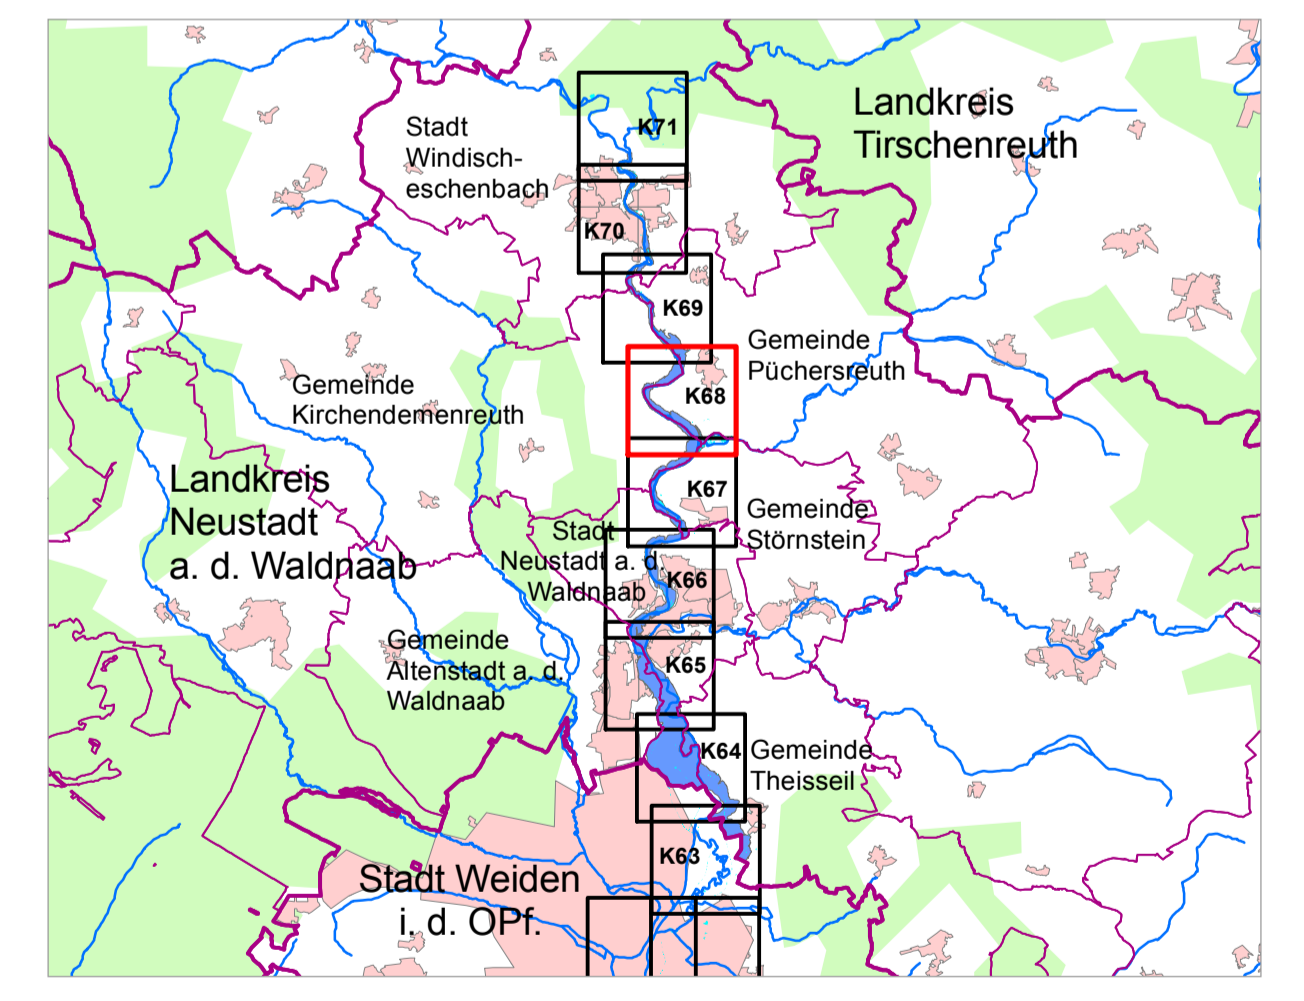 Landkreis
Tirschenreuth
Stadt
Windisch-
eschenbach
K71
K70
K69
Gemeinde
Püchersreuth
Gemeinde
Kirchendemenreuth
K68
Landkreis
Neustadt
a. d. Waldnaab
K67
Gemeinde
Störnstein
Stadt
Neustadt a. d.
Waldnaab
K66
Gemeinde
Altenstadt a. d.
Waldnaab
K65
K64
Gemeinde
Theisseil
K63
Stadt Weiden
i. d. OPf.